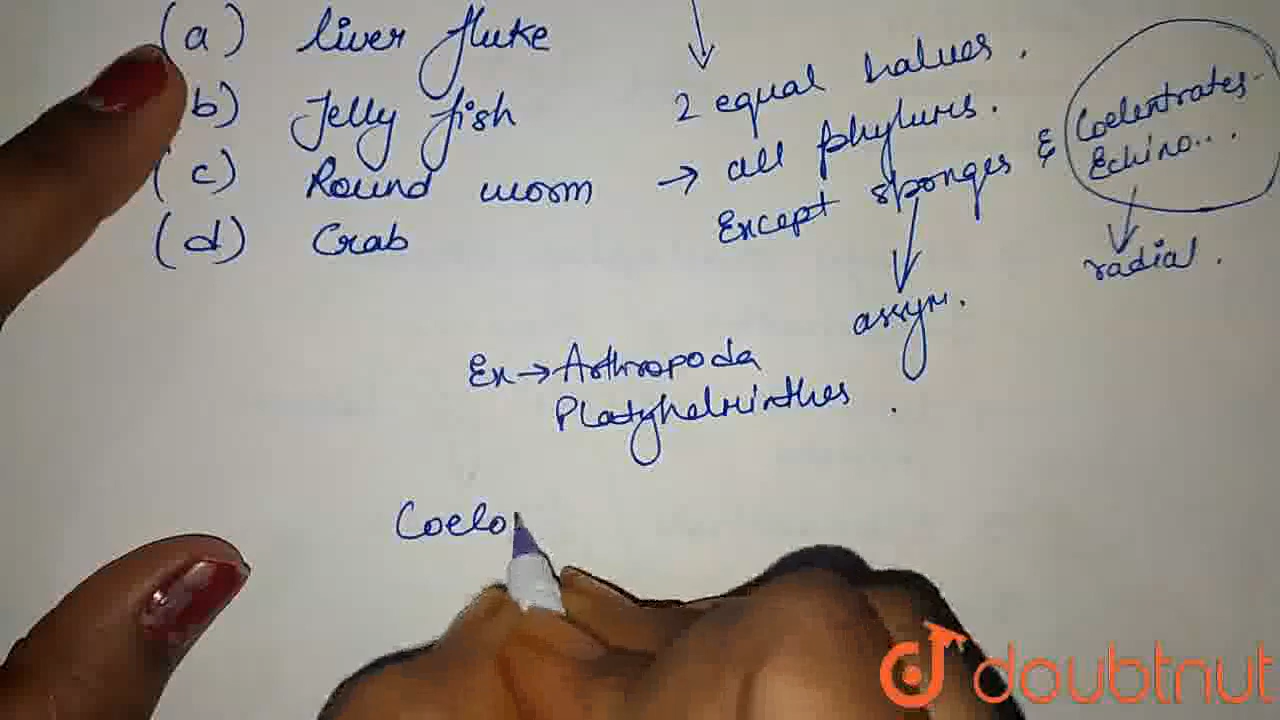 (a) liver fluke
(b) Jelly fish
(c) Round worm
(d) Crab
2 equal halves.
→ all phylums.
Except sponges & Coelentrates
Echino...
assym.
radial.
Ex → Arthropoda
Platyhelminthes.
Coelo
doubtnut